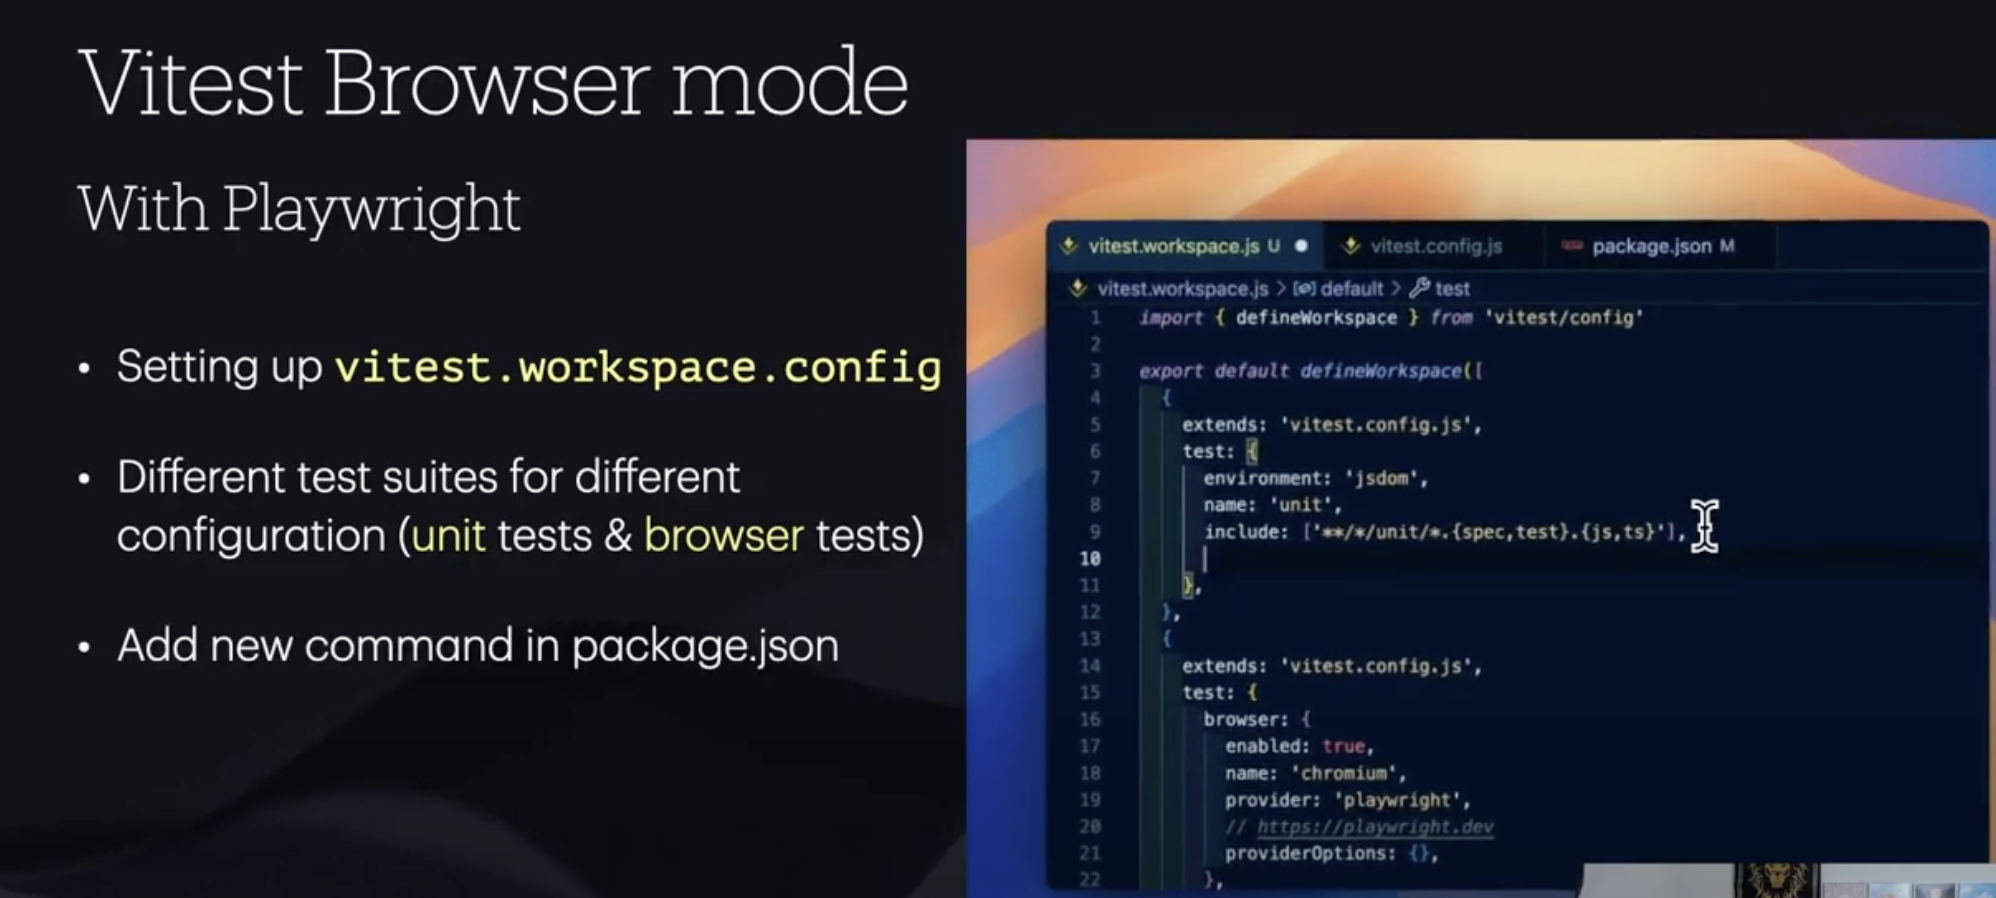 Vitest Browser mode
With Playwright
• Setting up vitest.workspace.config
• Different test suites for different
configuration (unit tests & browser tests)
• Add new command in package.json
vitest.workspace.js U ● vitest.config.js package.json M
vitest.workspace.js > default > test
1 import { defineWorkspace } from 'vitest/config'
2
3 export default defineWorkspace([
4 {
5 extends: 'vitest.config.js',
6 test: {
7 environment: 'jsdom',
8 name: 'unit',
9 include: ['**/*/unit/*.{spec,test}.{js,ts}'],
10
11 },
12 },
13 {
14 extends: 'vitest.config.js',
15 test: {
16 browser: {
17 enabled: true,
18 name: 'chromium',
19 provider: 'playwright',
20 // https://playwright.dev
21 providerOptions: {},
22 },